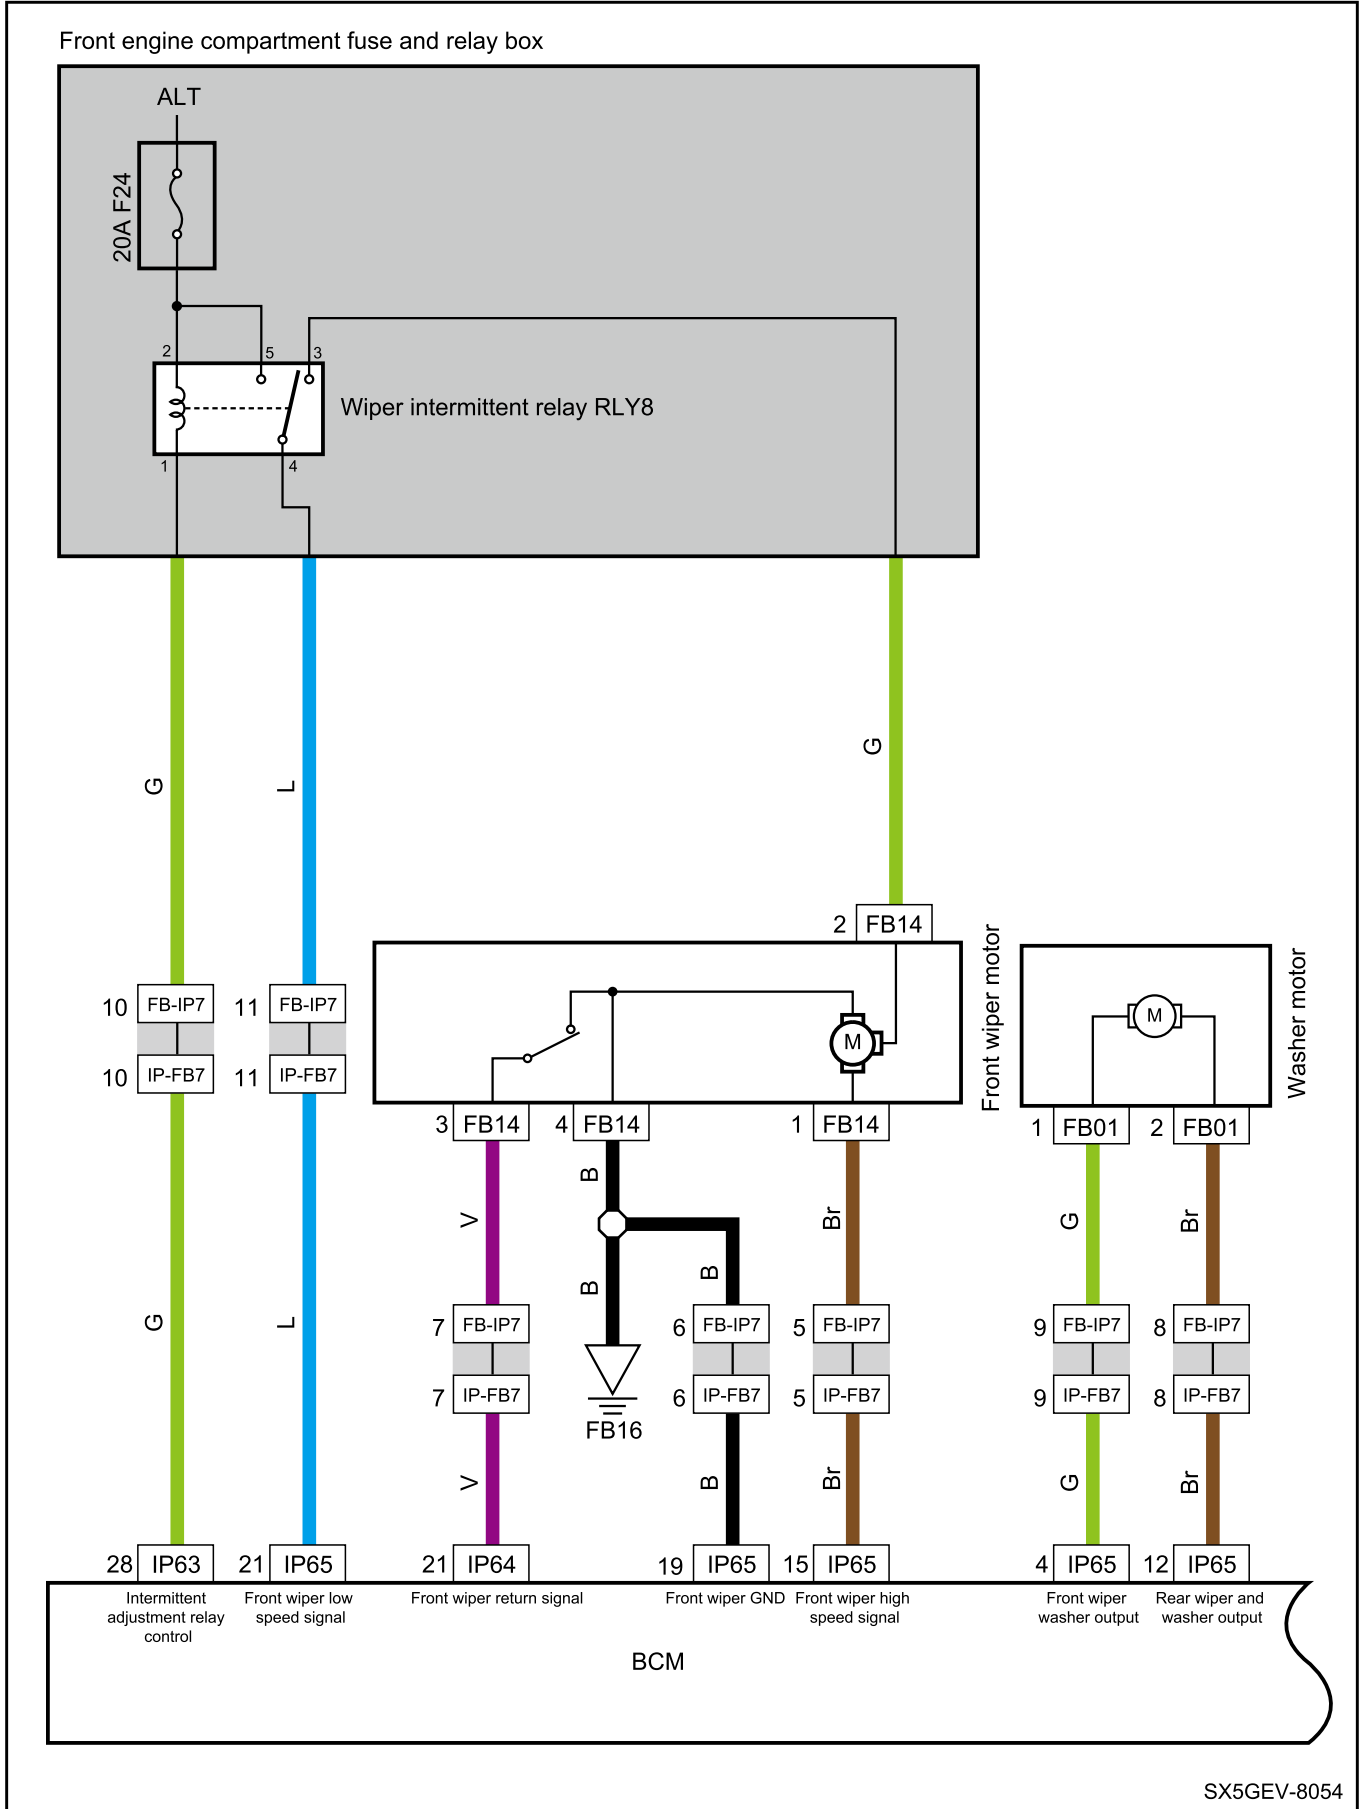 Front engine compartment fuse and relay box
ALT
20A F24
2
5
3
Wiper intermittent relay RLY8
1
4
G
L
G
2 FB14
Front wiper motor
Washer motor
M
M
10 FB-IP7
11 FB-IP7
10 IP-FB7
11 IP-FB7
3 FB14
4 FB14
1 FB14
1 FB01
2 FB01
G
L
V
B
B
B
Br
G
Br
7 FB-IP7
6 FB-IP7
5 FB-IP7
9 FB-IP7
8 FB-IP7
7 IP-FB7
6 IP-FB7
5 IP-FB7
9 IP-FB7
8 IP-FB7
FB16
V
B
Br
G
Br
28 IP63
21 IP65
21 IP64
19 IP65
15 IP65
4 IP65
12 IP65
Intermittent
adjustment relay
control
Front wiper low
speed signal
Front wiper return signal
Front wiper GND
Front wiper high
speed signal
Front wiper
washer output
Rear wiper and
washer output
BCM
SX5GEV-8054